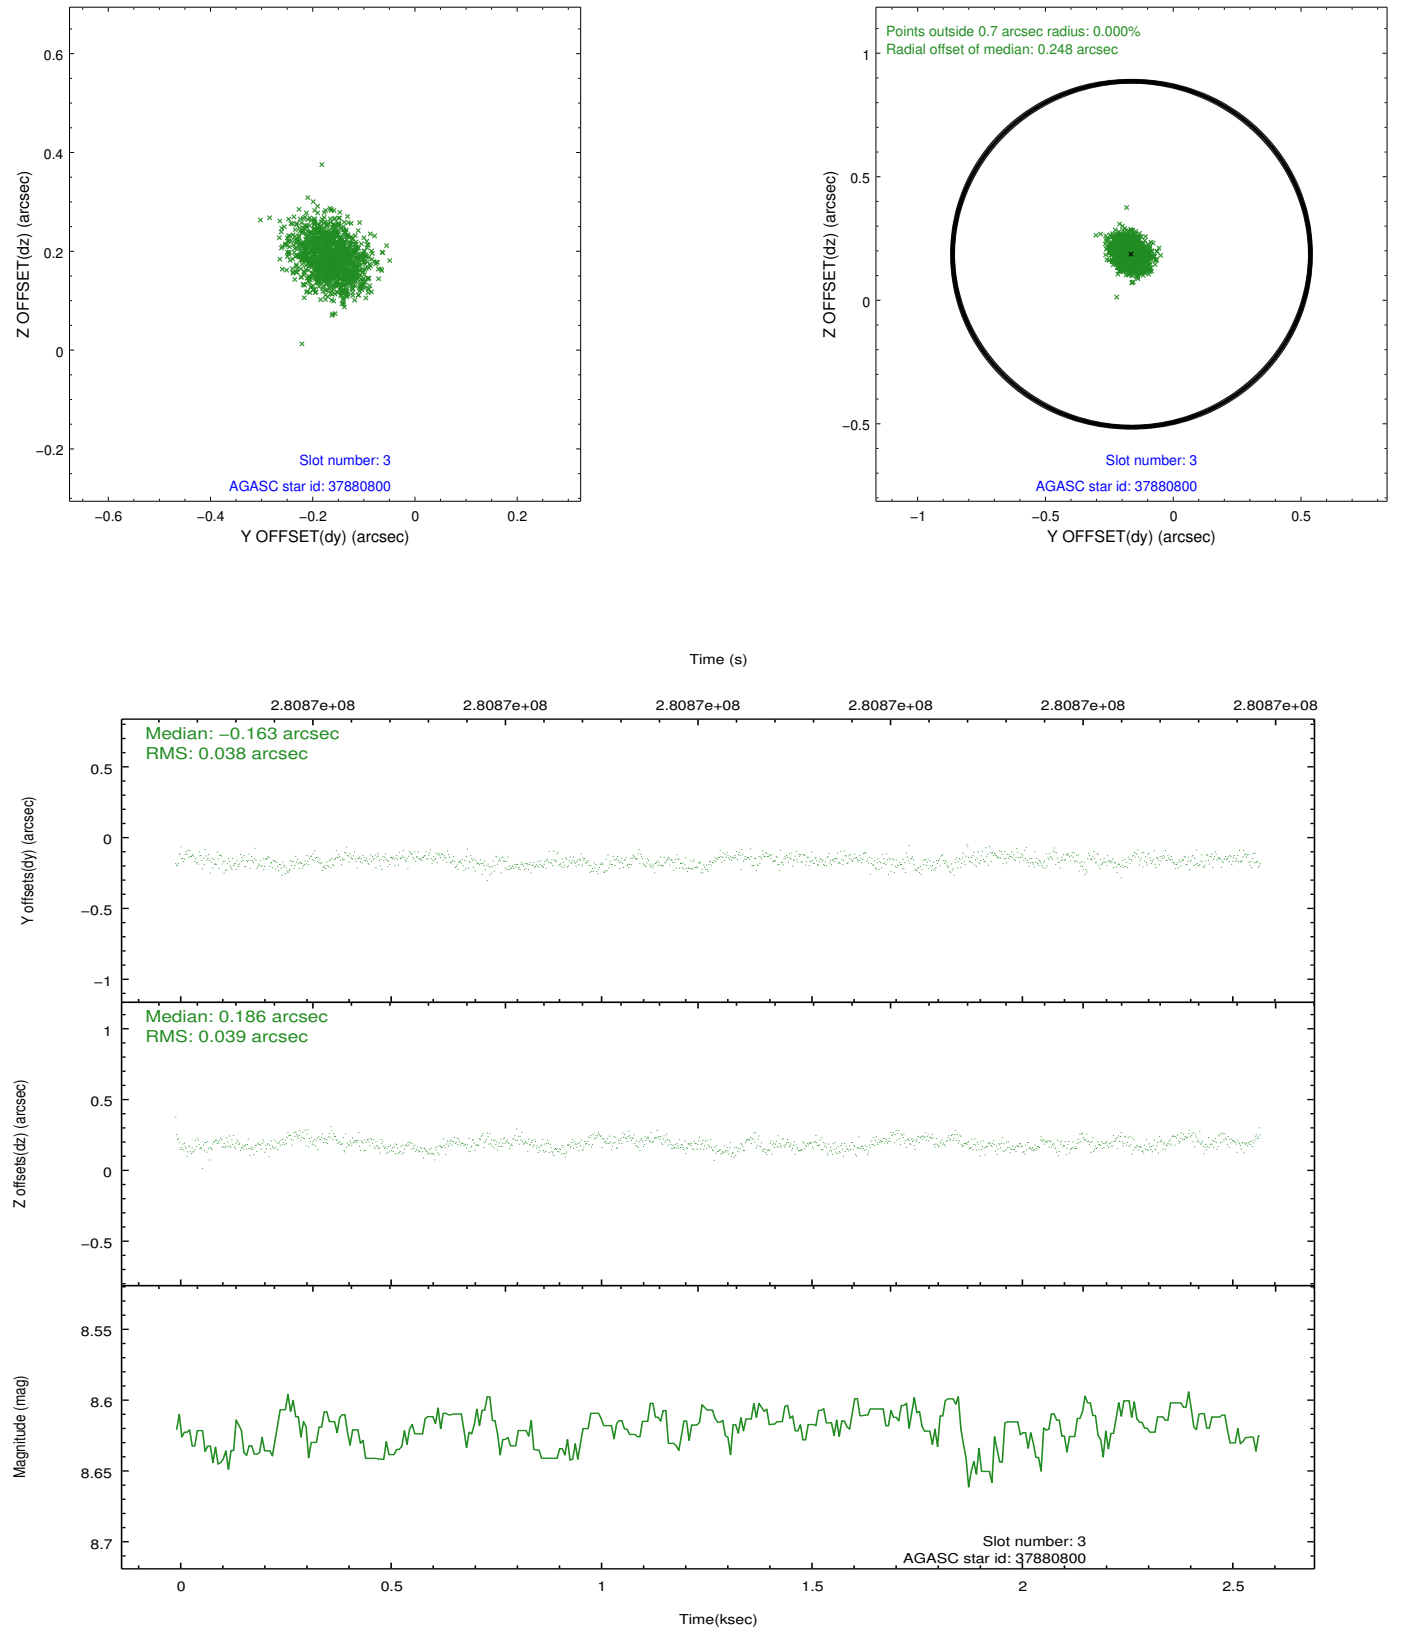 0.6
0.4
0.2
0
−0.2
Z OFFSET(dz) (arcsec)
Slot number: 3
AGASC star id: 37880800
−0.6
−0.4
−0.2
0
0.2
Y OFFSET(dy) (arcsec)
Points outside 0.7 arcsec radius: 0.000%
Radial offset of median: 0.248 arcsec
1
0.5
0
−0.5
Z OFFSET(dz) (arcsec)
Slot number: 3
AGASC star id: 37880800
−1
−0.5
0
0.5
Y OFFSET(dy) (arcsec)
Time (s)
2.8087e+08
2.8087e+08
2.8087e+08
2.8087e+08
2.8087e+08
2.8087e+08
Median: −0.163 arcsec
RMS: 0.038 arcsec
0.5
0
−0.5
−1
Y offsets(dy) (arcsec)
Median: 0.186 arcsec
RMS: 0.039 arcsec
1
0.5
0
−0.5
Z offsets(dz) (arcsec)
8.55
8.6
8.65
8.7
Magnitude (mag)
Slot number: 3
AGASC star id: 37880800
0
0.5
1
1.5
2
2.5
Time(ksec)